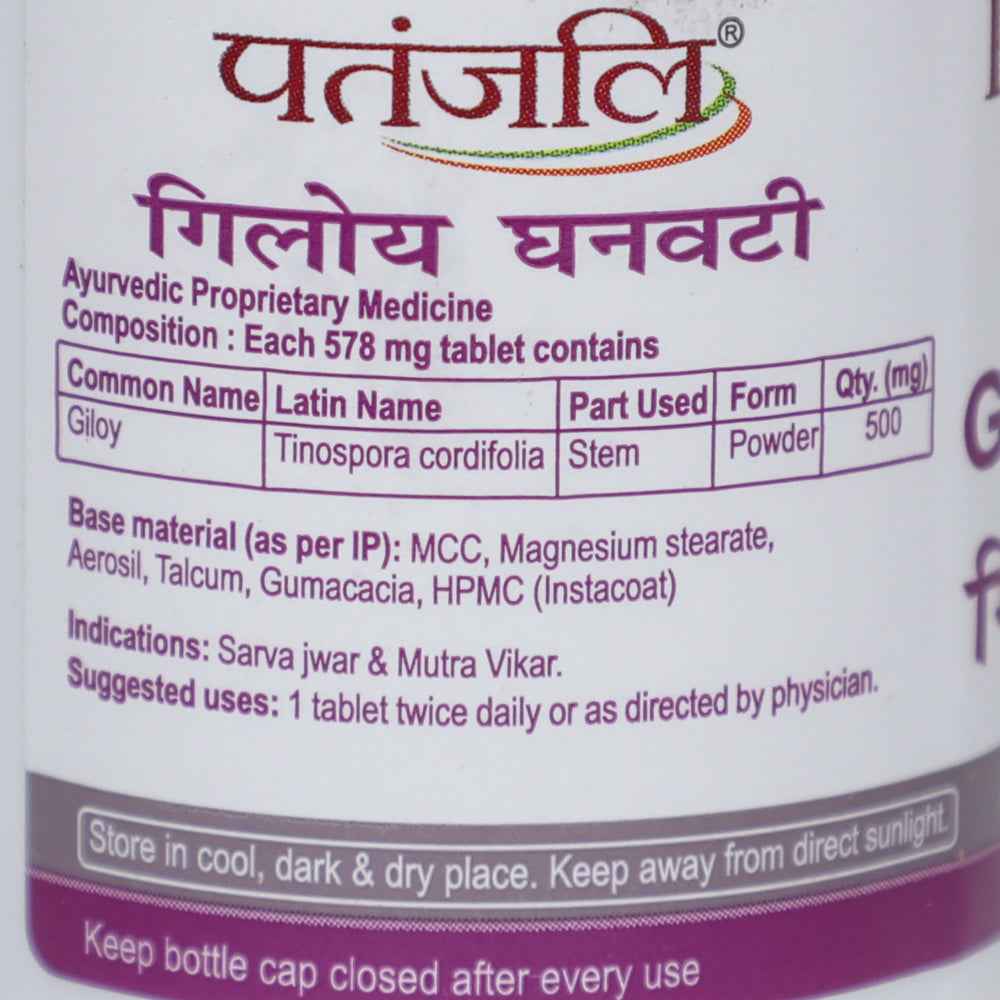 पतंजलि®
गिलोय घनवटी
Ayurvedic Proprietary Medicine
Composition : Each 578 mg tablet contains
Common Name Latin Name Part Used Form Qty. (mg)
Giloy Tinospora cordifolia Stem Powder 500
Base material (as per IP): MCC, Magnesium stearate,
Aerosil, Talcum, Gumacacia, HPMC (Instacoat)
Indications: Sarva jwar & Mutra Vikar.
Suggested uses: 1 tablet twice daily or as directed by physician.
Store in cool, dark & dry place. Keep away from direct sunlight.
Keep bottle cap closed after every use
G